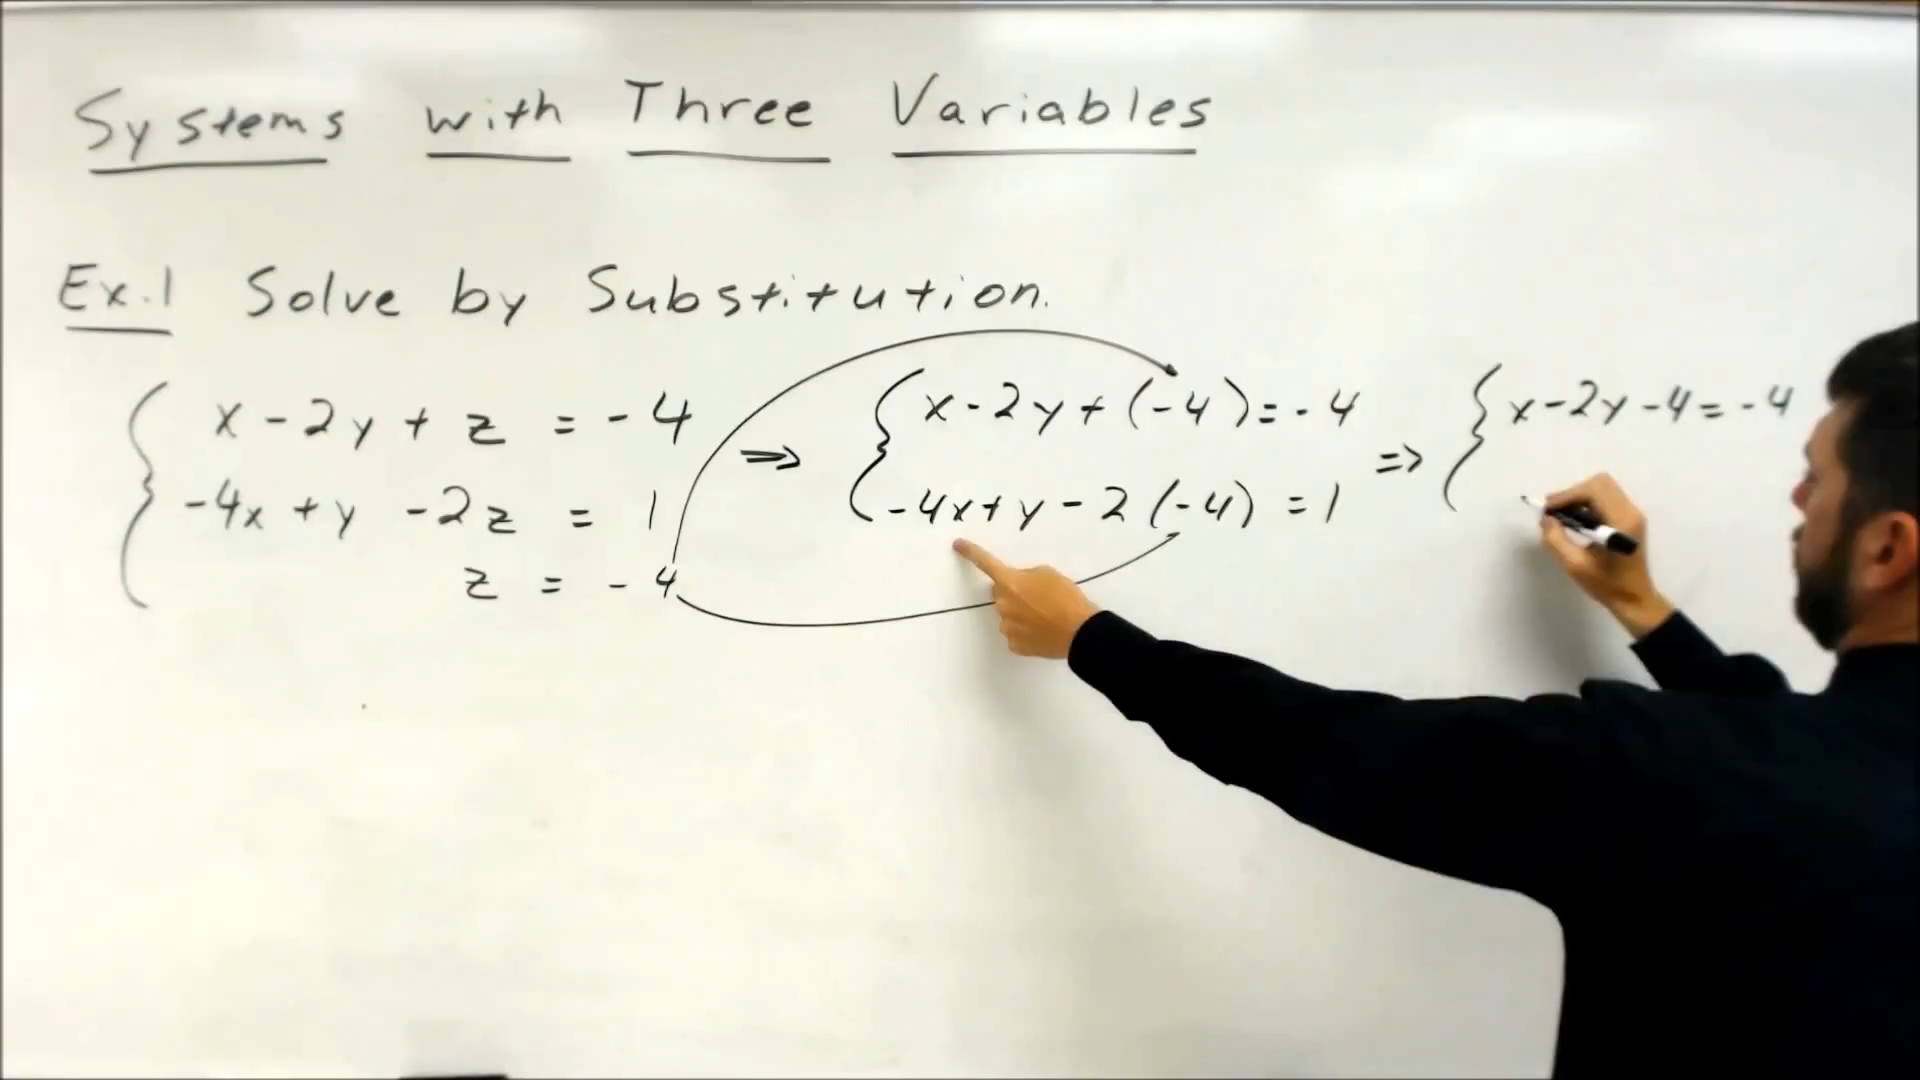 Systems with Three Variables
Ex.1 Solve by Substitution.
x - 2y + z = -4
-4x + y - 2z = 1
z = -4
⇒
x - 2y + (-4) = -4
-4x + y - 2(-4) = 1
=>
x - 2y - 4 = -4